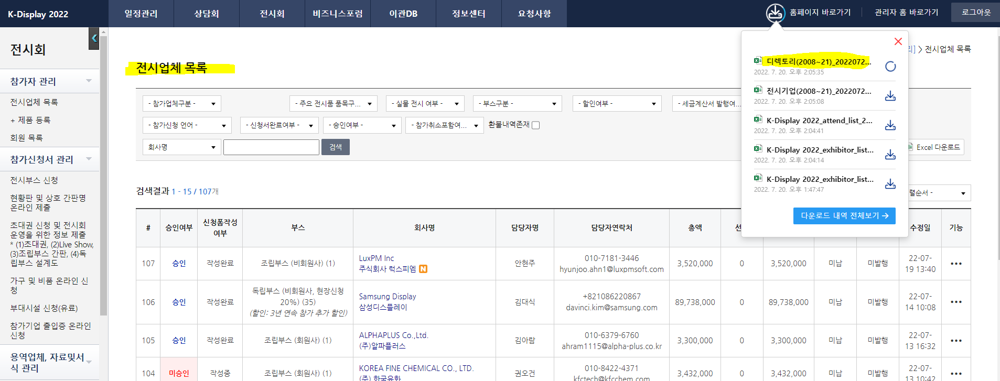 K-Display 2022
일정관리
상담회
전시회
비즈니스포럼
이관DB
정보센터
요청사항
홈페이지 바로가기
관리자 홈 바로가기
로그아웃
전시회
참가자 관리
전시업체 목록
+ 제품 등록
회원 목록
참가신청서 관리
전시부스 신청
현황판 및 상호 간판명
온라인 제출
초대권 신청 및 전시회
운영을 위한 정보 제출
* (1)초대권, (2)Live Show,
(3)조립부스 간판, (4)독
립부스 설계도
가구 및 비품 온라인 신
청
부대시설 신청(유료)
참가기업 출입증 온라인
신청
용역업체, 자료및서
식 관리
리] > 전시업체 목록
전시업체 목록
- 참가업체구분 -
- 주요 전시품 품목구...
- 실물 전시 여부 -
- 부스구분 -
- 할인여부 -
- 세금계산서 발행여...
- 참가신청 언어 -
- 신청서완료여부 -
- 승인여부 -
- 참가취소포함여...
환불내역존재
회사명
검색
Excel 다운로드
디렉토리(2008~21)_2022072...
2022. 7. 20. 오후 2:05:35
전시기업(2008~21)_2022072...
2022. 7. 20. 오후 2:05:08
K-Display 2022_attend_list_2...
2022. 7. 20. 오후 2:04:41
K-Display 2022_exhibitor_list...
2022. 7. 20. 오후 2:04:14
K-Display 2022_exhibitor_list...
2022. 7. 20. 오후 1:47:47
다운로드 내역 전체보기 →
검색결과 1 - 15 / 107개
렬순서 -
# 승인여부 신청폼작성 여부 부스 회사명 담당자명 담당자연락처 총액 선 수정일 기능
107 승인 작성완료 조립부스 (비회원사) (1) LuxPM Inc 안현주 010-7181-3446 3,520,000 0 3,520,000 미납 미발행 22-07-
주식회사 럭스피엠 N hyunjoo.ahn1@luxpmsoft.com 19 13:40
106 승인 작성완료 독립부스 (비회원사, 현장신청 Samsung Display 김대식 +821086220867 89,738,000 0 89,738,000 미납 미발행 22-07-
20%) (35) 삼성디스플레이 davinci.kim@samsung.com 14 10:08
(할인: 3년 연속 참가 추가 할인)
105 승인 작성완료 조립부스 (회원사) (1) ALPHAPLUS Co.,Ltd. 김아람 010-6379-6760 3,300,000 0 3,300,000 미납 미발행 22-07-
(주)알파플러스 ahram1115@alpha-plus.co.kr 13 16:32
104 미승인 작성중 조립부스 (회원사) (1) KOREA FINE CHEMICAL CO., LTD. 권오건 010-8422-4371 3,432,000 0 3,432,000 미납 미발행 22-07-
(주) 한국유화 kfctech@kfcchem.com 13 10:42